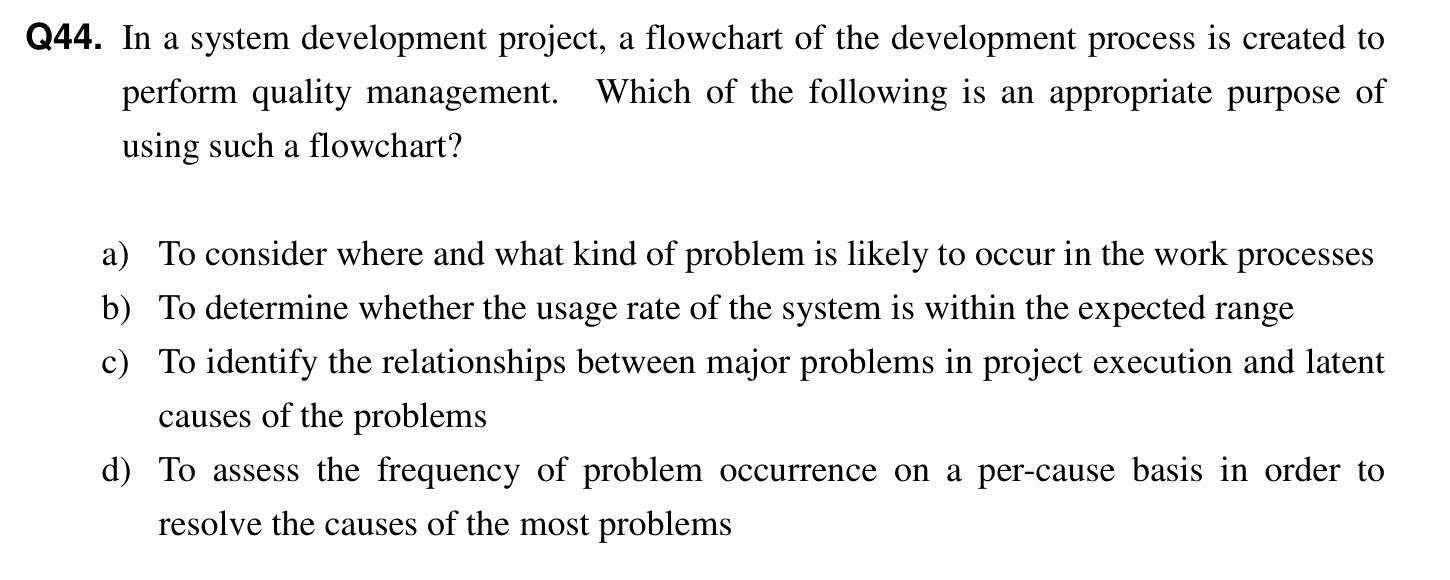 Q44. In a system development project, a flowchart of the development process is created to
perform quality management. Which of the following is an appropriate purpose of
using such a flowchart?
a) To consider where and what kind of problem is likely to occur in the work processes
b) To determine whether the usage rate of the system is within the expected range
c) To identify the relationships between major problems in project execution and latent
causes of the problems
d) To assess the frequency of problem occurrence on a per-cause basis in order to
resolve the causes of the most problems